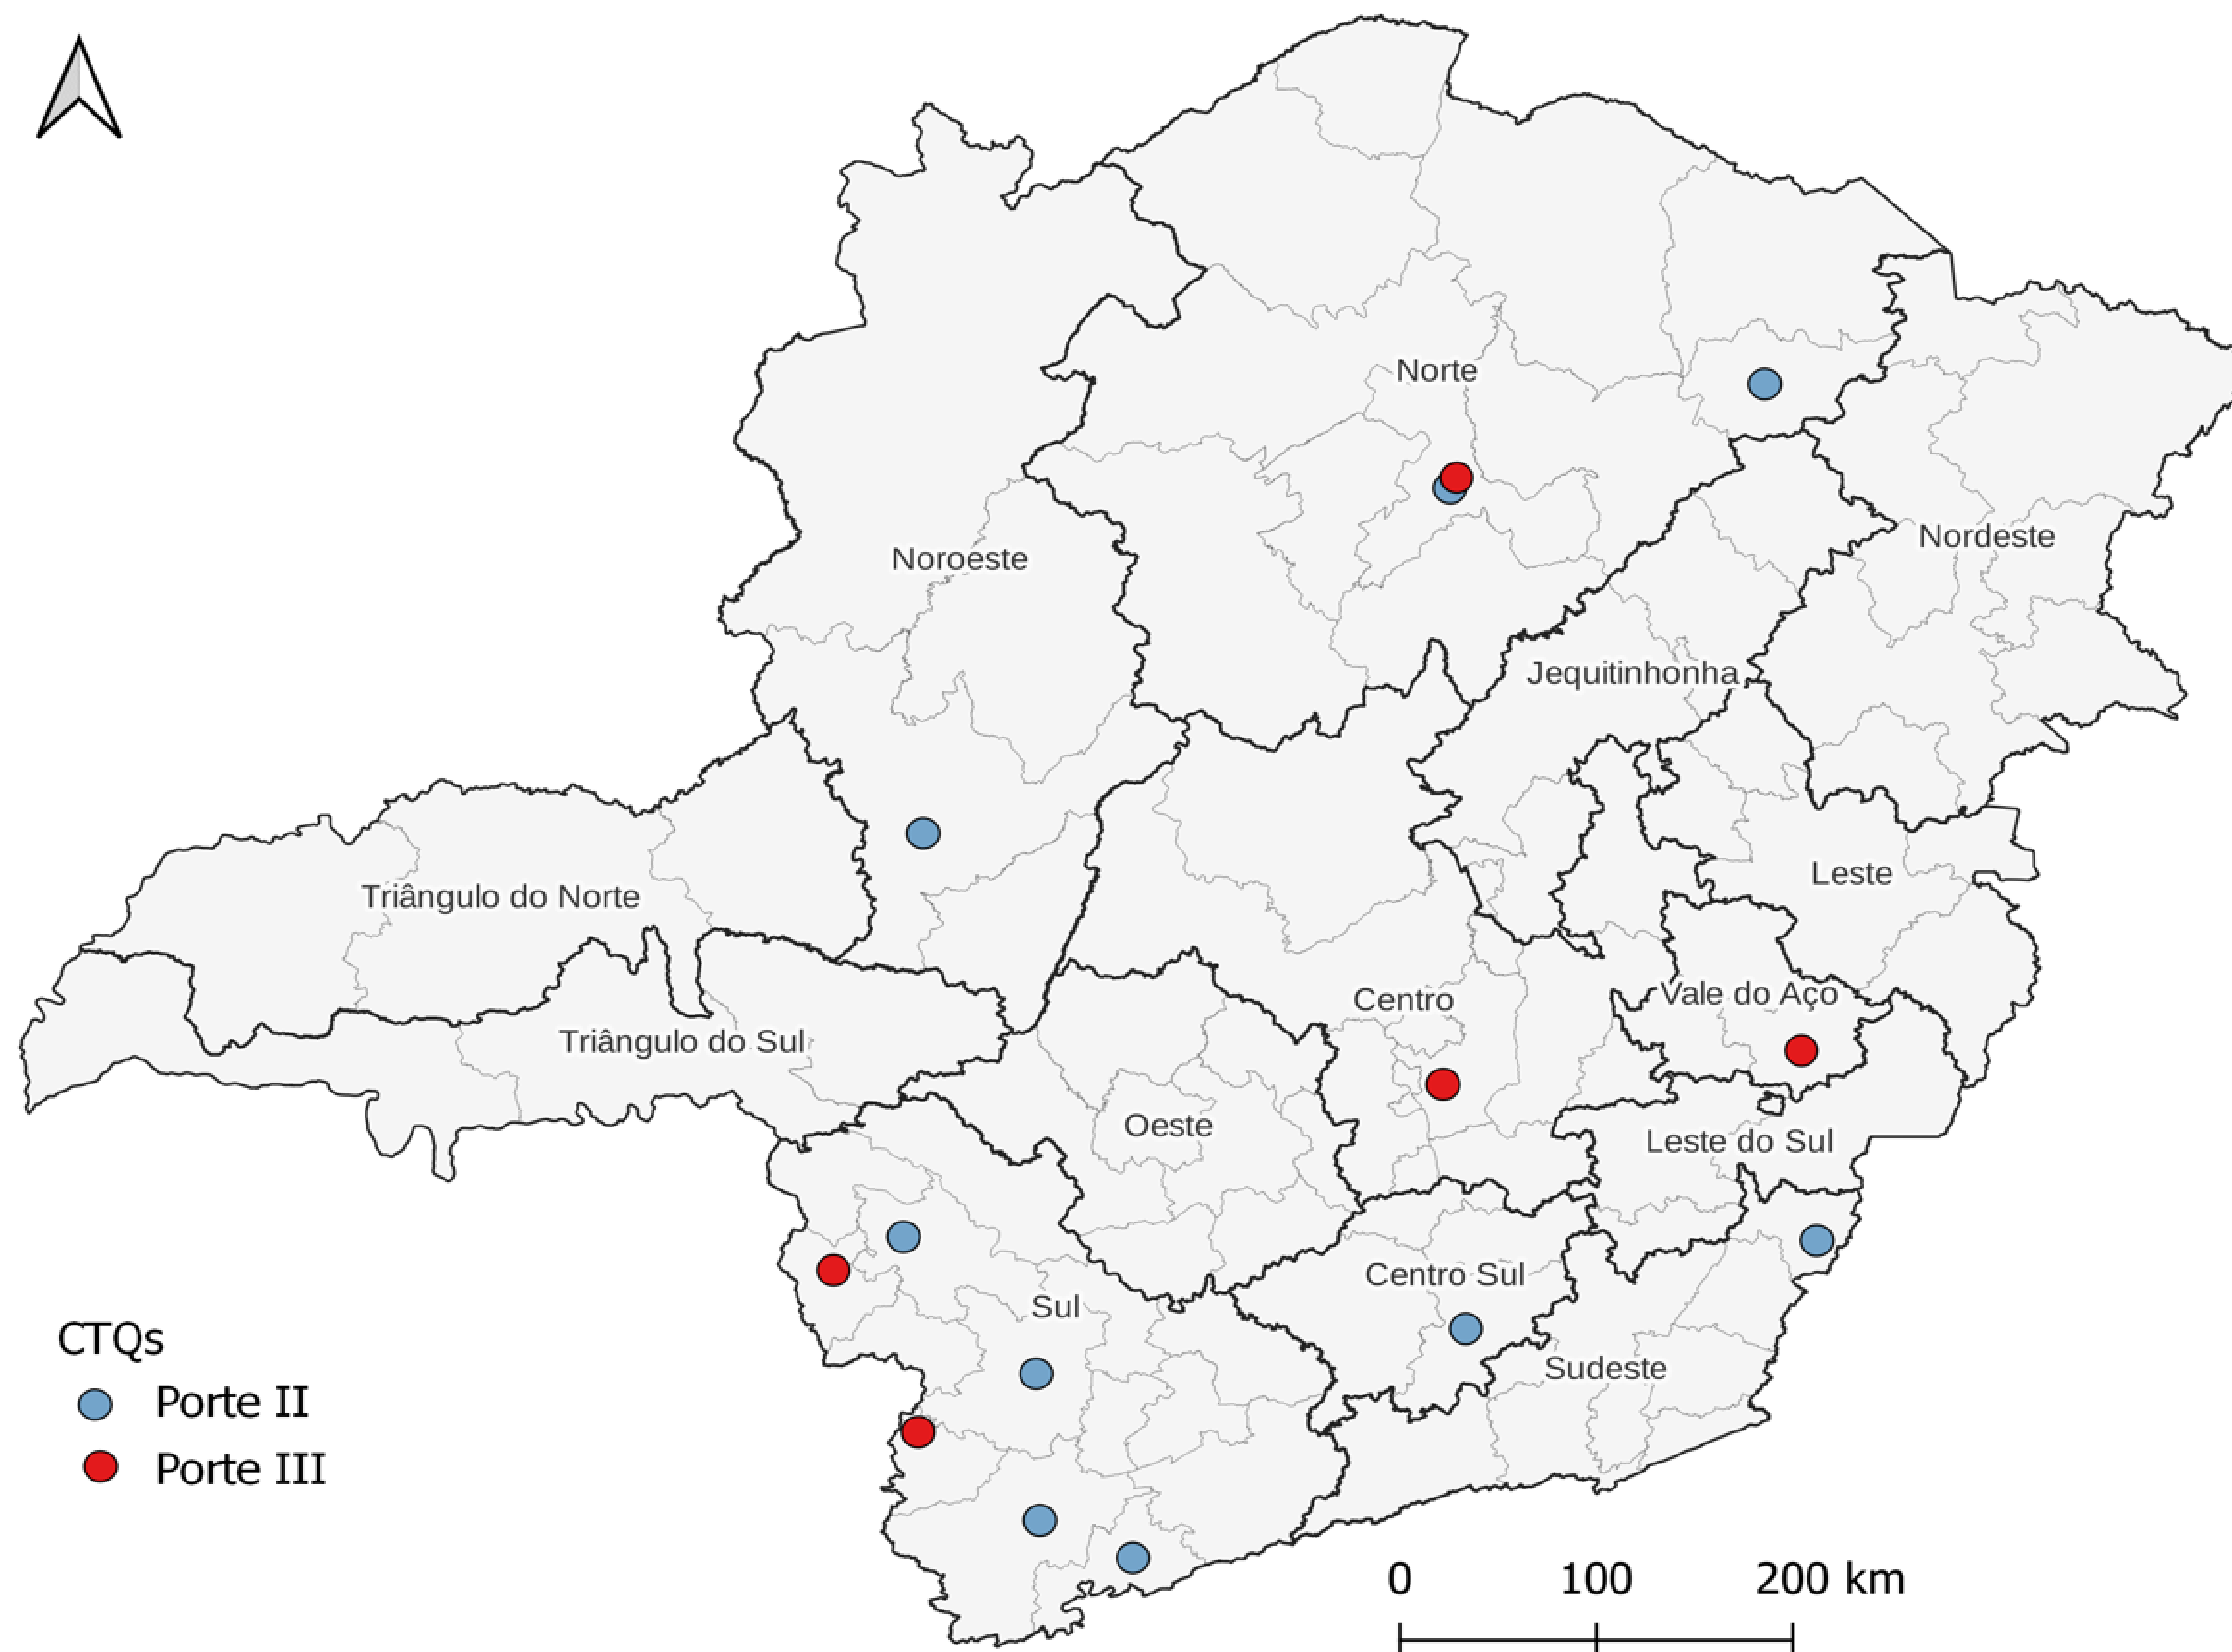 Norte
Noroeste
Nordeste
Jequitinhonha
Triângulo do Norte
Leste
Centro
Vale do Aço
Triângulo do Sul
Oeste
Leste do Sul
Centro Sul
Sul
Sudeste
CTQs
Porte II
Porte III
0 100 200 km